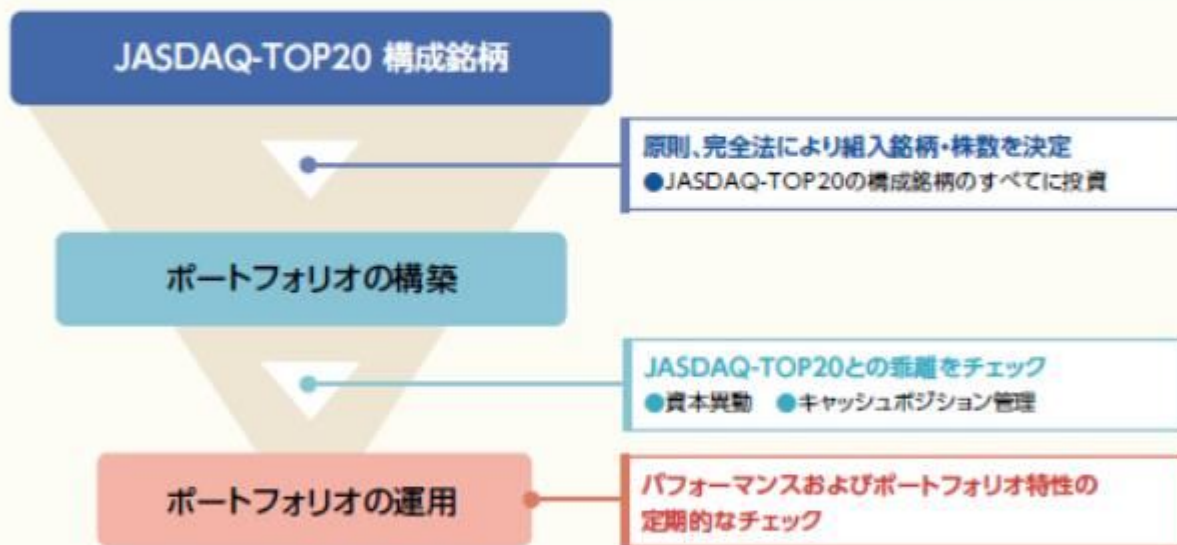 JASDAQ-TOP20 構成銘柄
原則、完全法により組入銘柄・株数を決定
●JASDAQ-TOP20の構成銘柄のすべてに投資
ポートフォリオの構築
JASDAQ-TOP20との乖離をチェック
●資本異動 ●キャッシュポジション管理
ポートフォリオの運用
パフォーマンスおよびポートフォリオ特性の
定期的なチェック